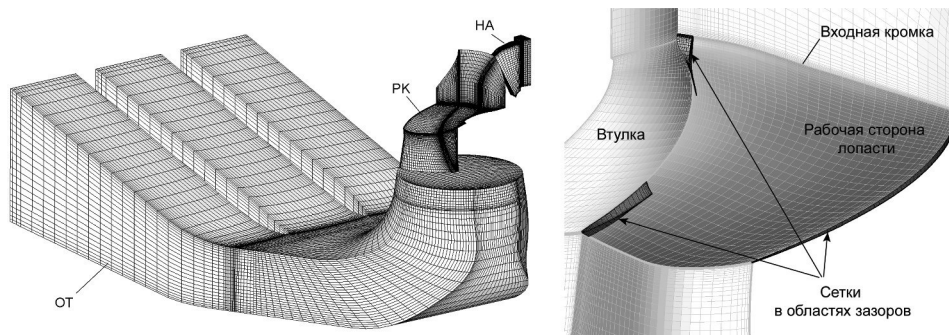 НА
РК
ОТ
Входная кромка
Втулка
Рабочая сторона
лопасти
Сетки
в областях зазоров